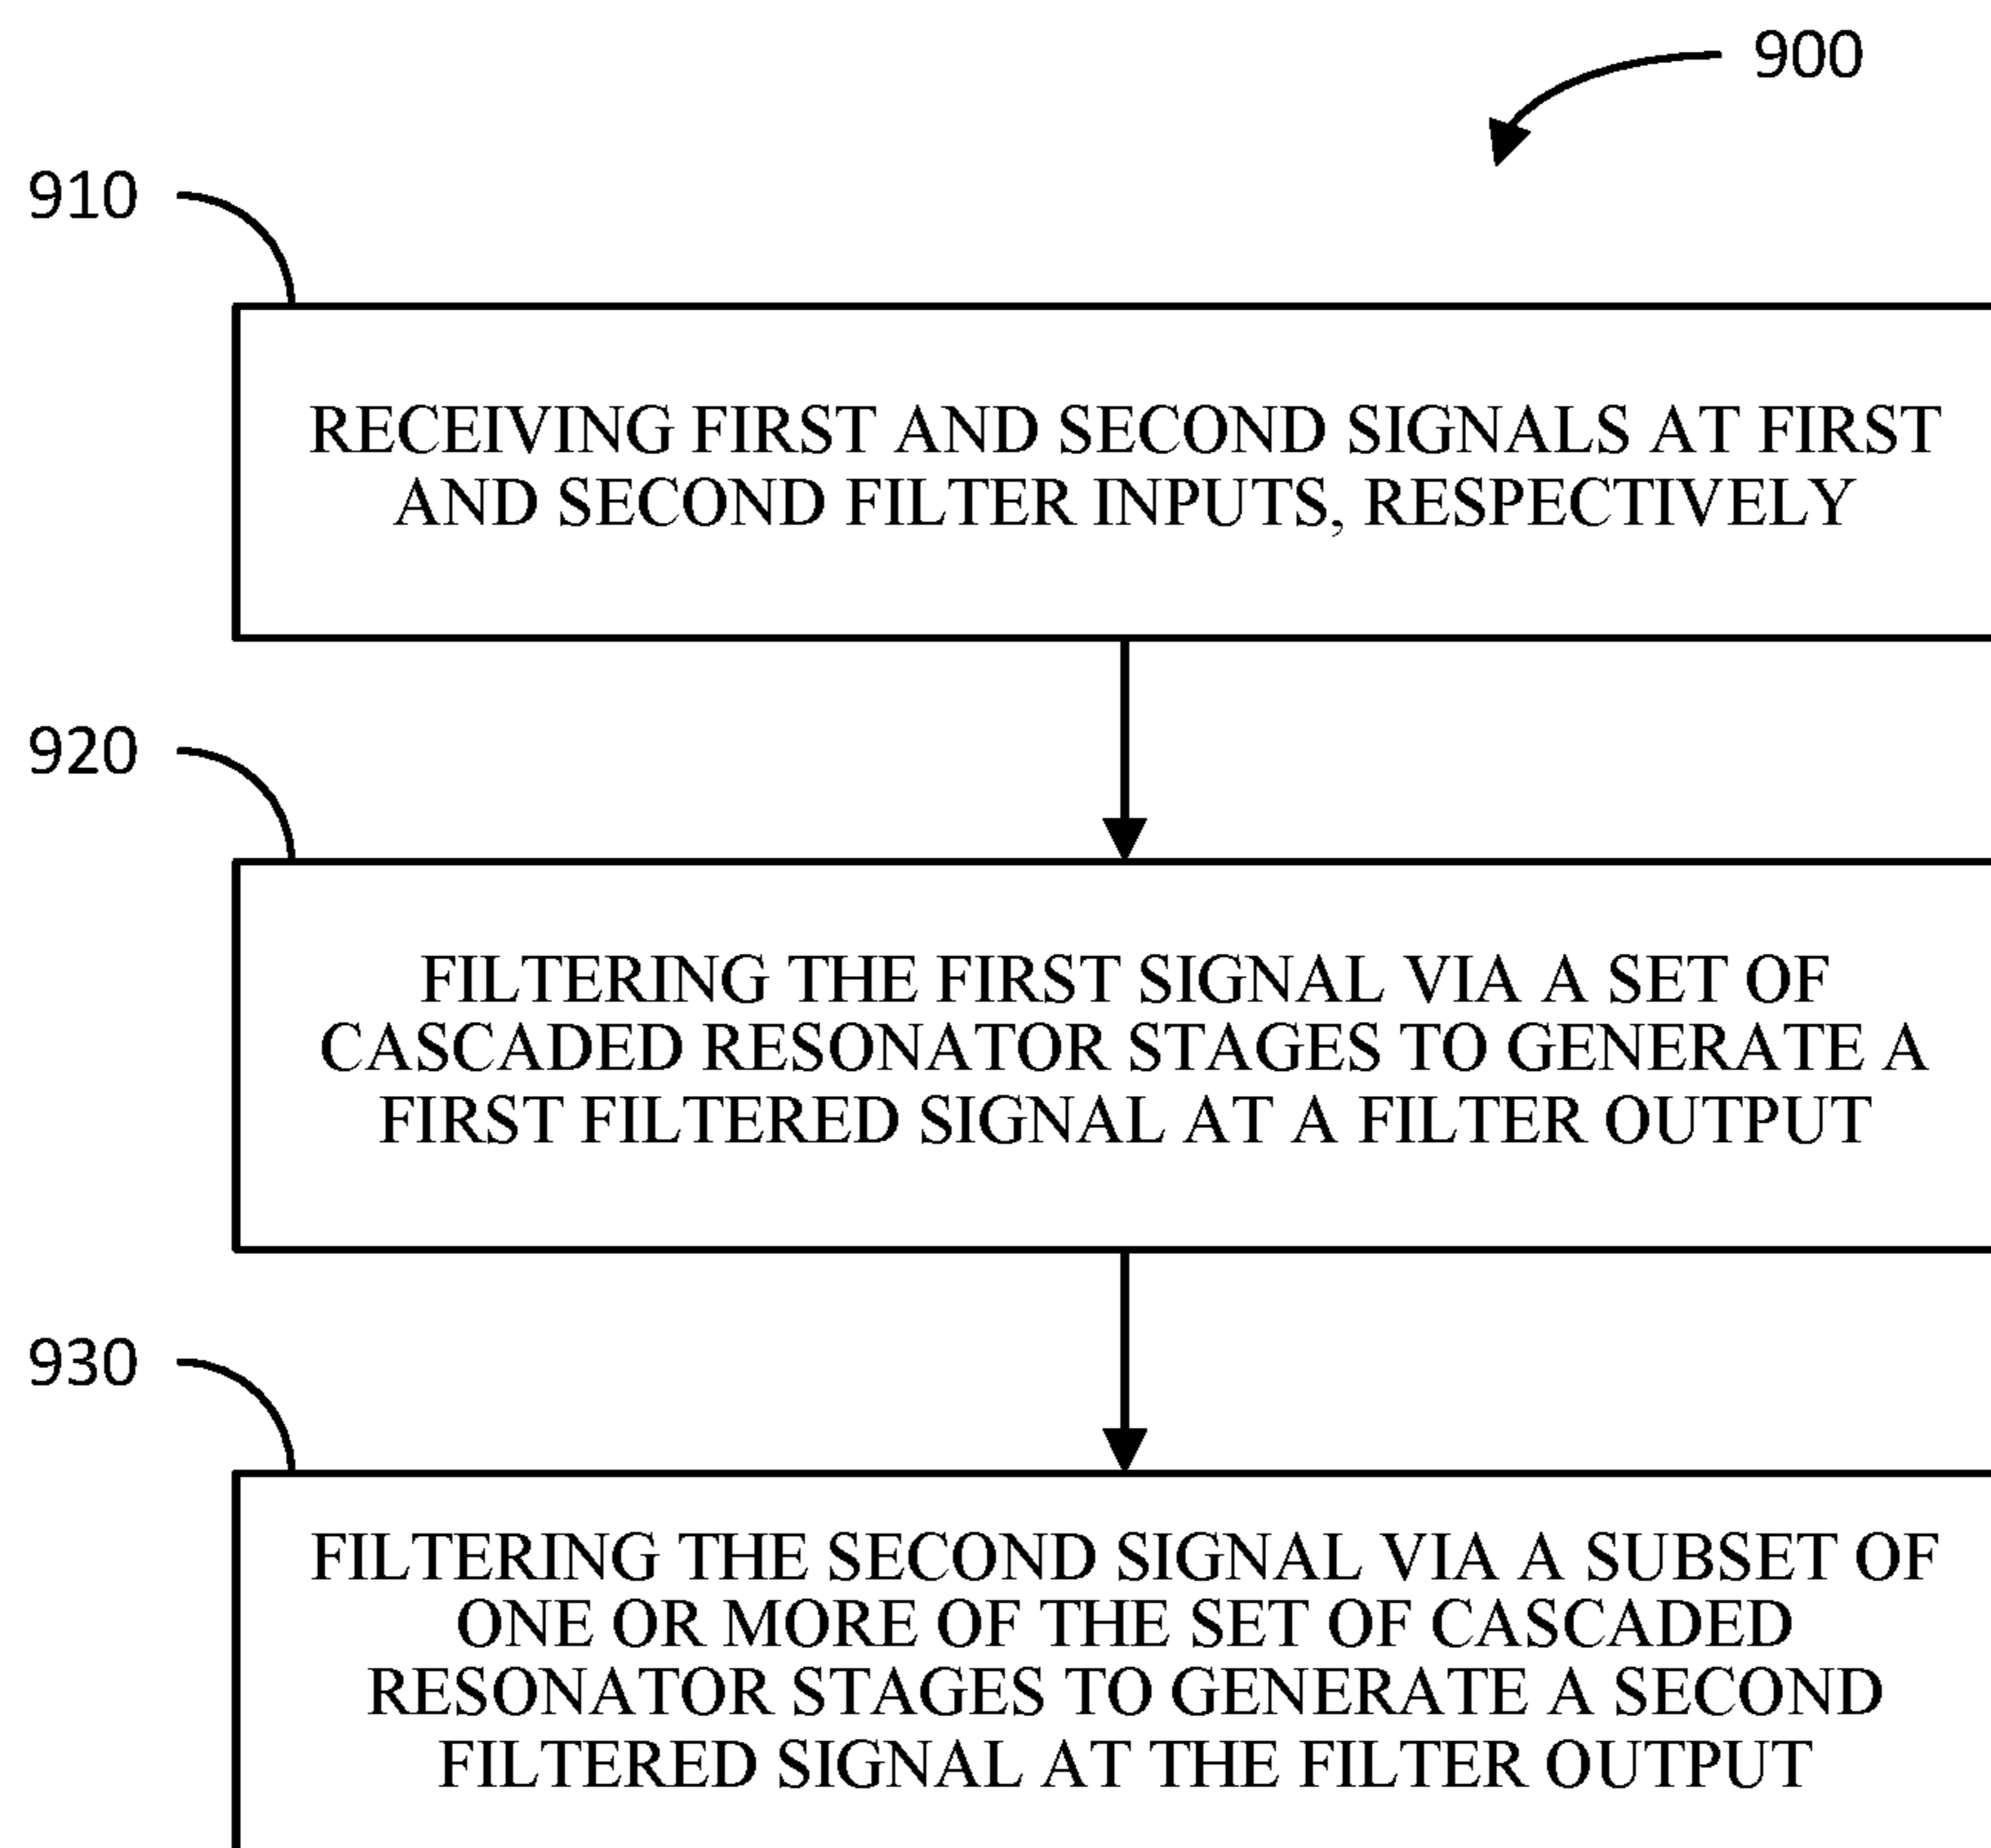 900
910
RECEIVING FIRST AND SECOND SIGNALS AT FIRST
AND SECOND FILTER INPUTS, RESPECTIVELY
920
FILTERING THE FIRST SIGNAL VIA A SET OF
CASCADED RESONATOR STAGES TO GENERATE A
FIRST FILTERED SIGNAL AT A FILTER OUTPUT
930
FILTERING THE SECOND SIGNAL VIA A SUBSET OF
ONE OR MORE OF THE SET OF CASCADED
RESONATOR STAGES TO GENERATE A SECOND
FILTERED SIGNAL AT THE FILTER OUTPUT